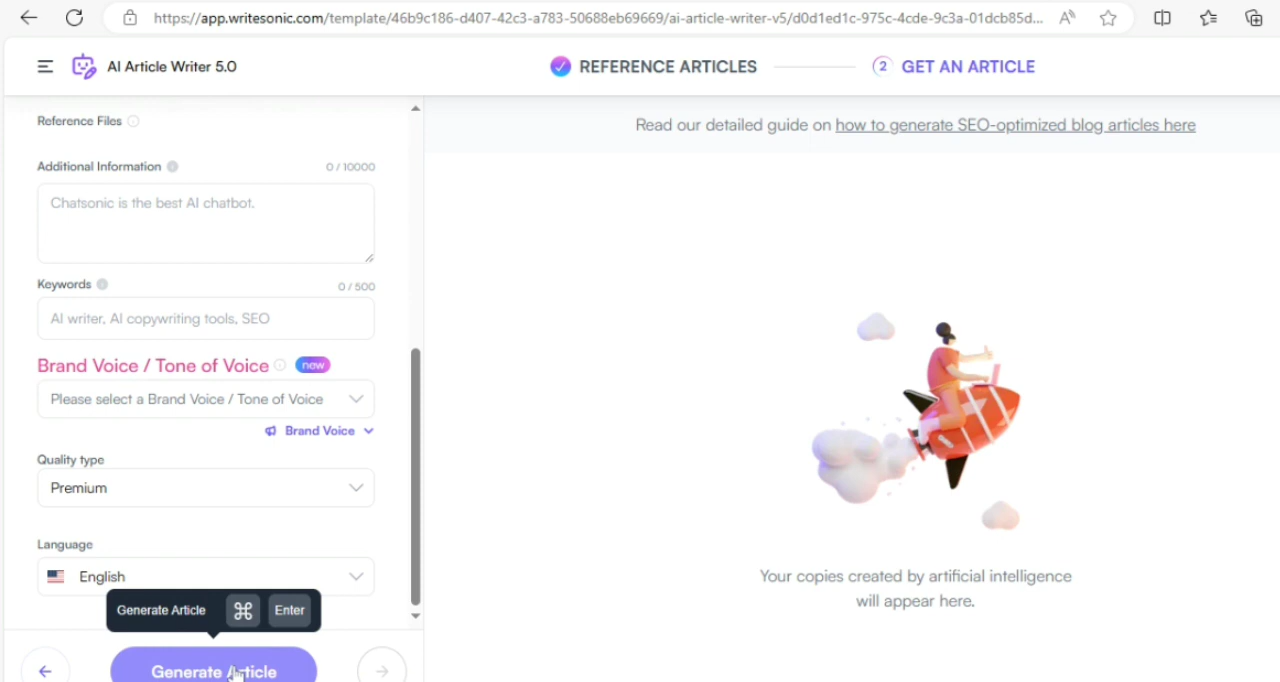 https://app.writesonic.com/template/46b9c186-d407-42c3-a783-50688eb69669/ai-article-writer-v5/d0d1ed1c-975c-4cde-9c3a-01dcb85d...
AI Article Writer 5.0
REFERENCE ARTICLES
2 GET AN ARTICLE
Reference Files
Read our detailed guide on how to generate SEO-optimized blog articles here
Additional Information 0 / 10000
Chatsonic is the best AI chatbot.
Keywords 0 / 500
AI writer, AI copywriting tools, SEO
Brand Voice / Tone of Voice new
Please select a Brand Voice / Tone of Voice
Brand Voice
Quality type
Premium
Language
English
Generate Article ⌘ Enter
Generate Article
Your copies created by artificial intelligence
will appear here.